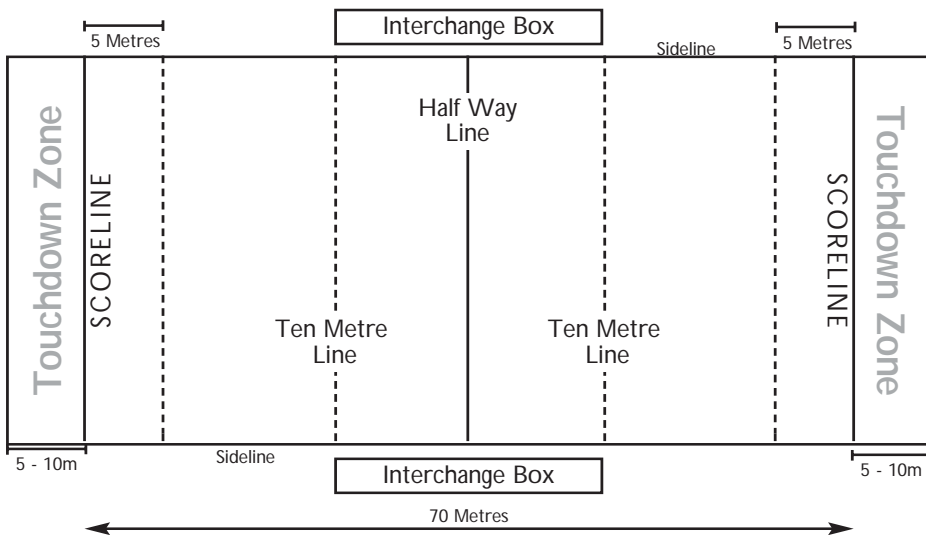 Interchange Box
5 Metres
Sideline
5 Metres
Half Way
Line
Touchdown Zone
SCORELINE
SCORELINE
Touchdown Zone
Ten Metre
Line
Ten Metre
Line
5 - 10m
Sideline
Interchange Box
5 - 10m
70 Metres